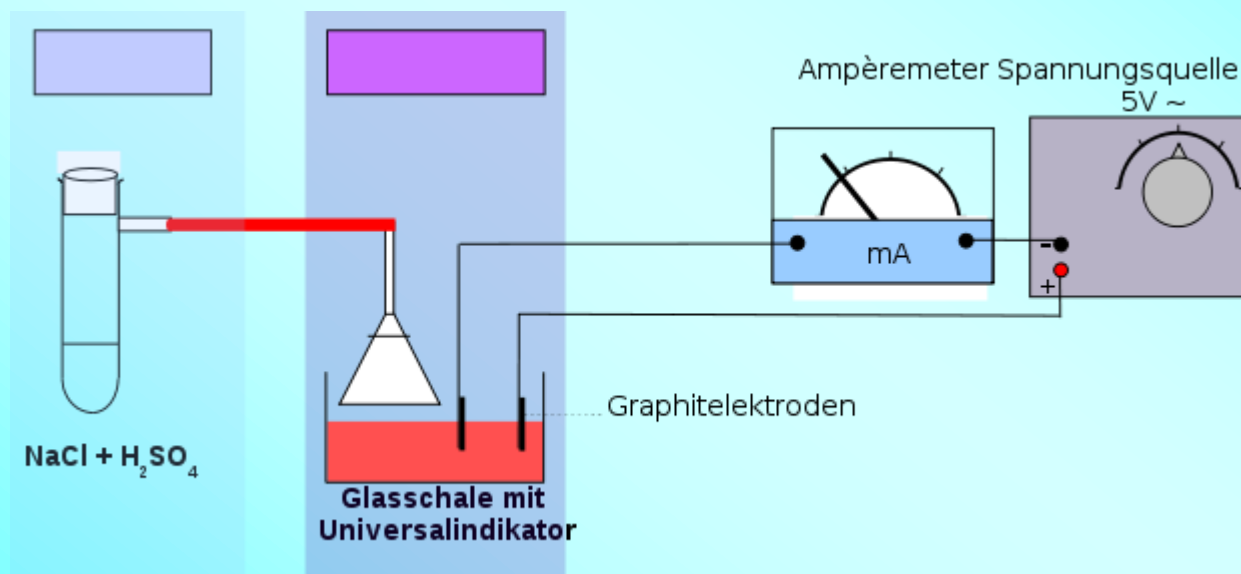 Ampèremeter Spannungsquelle
5V ~
mA
-
+
Graphitelektroden
NaCl + H₂SO₄
Glasschale mit
Universalindikator